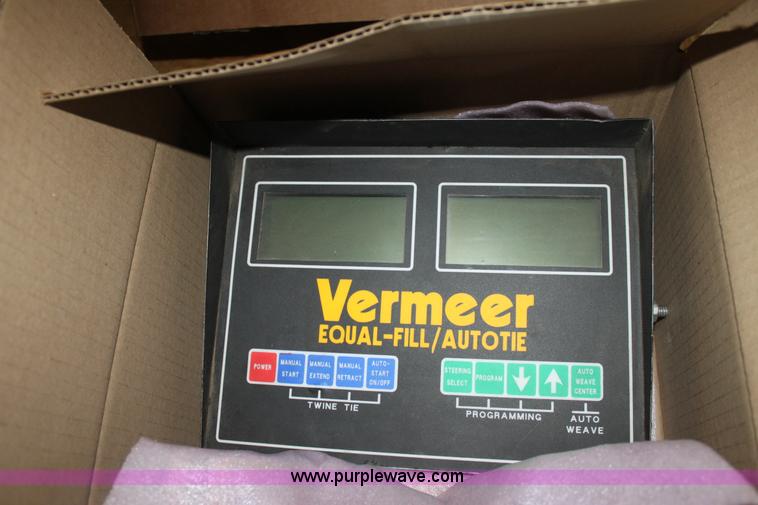 Vermeer
EQUAL-FILL/AUTOTIE
POWER
MANUAL
START
MANUAL
EXTEND
MANUAL
RETRACT
AUTO-
START
ON/OFF
TWINE TIE
STEERING
SELECT
PROGRAM
AUTO
WEAVE
CENTER
PROGRAMMING
AUTO
WEAVE
www.purplewave.com